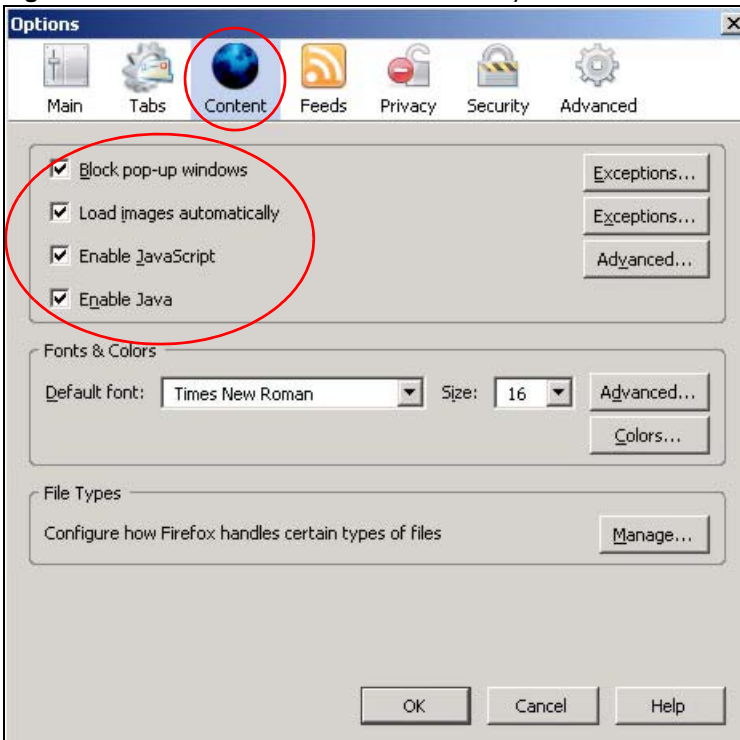 Options
Main Tabs Content Feeds Privacy Security Advanced
Block pop-up windows Exceptions...
Load images automatically Exceptions...
Enable JavaScript Advanced...
Enable Java
Fonts & Colors
Default font: Times New Roman Size: 16 Advanced...
Colors...
File Types
Configure how Firefox handles certain types of files Manage...
OK Cancel Help